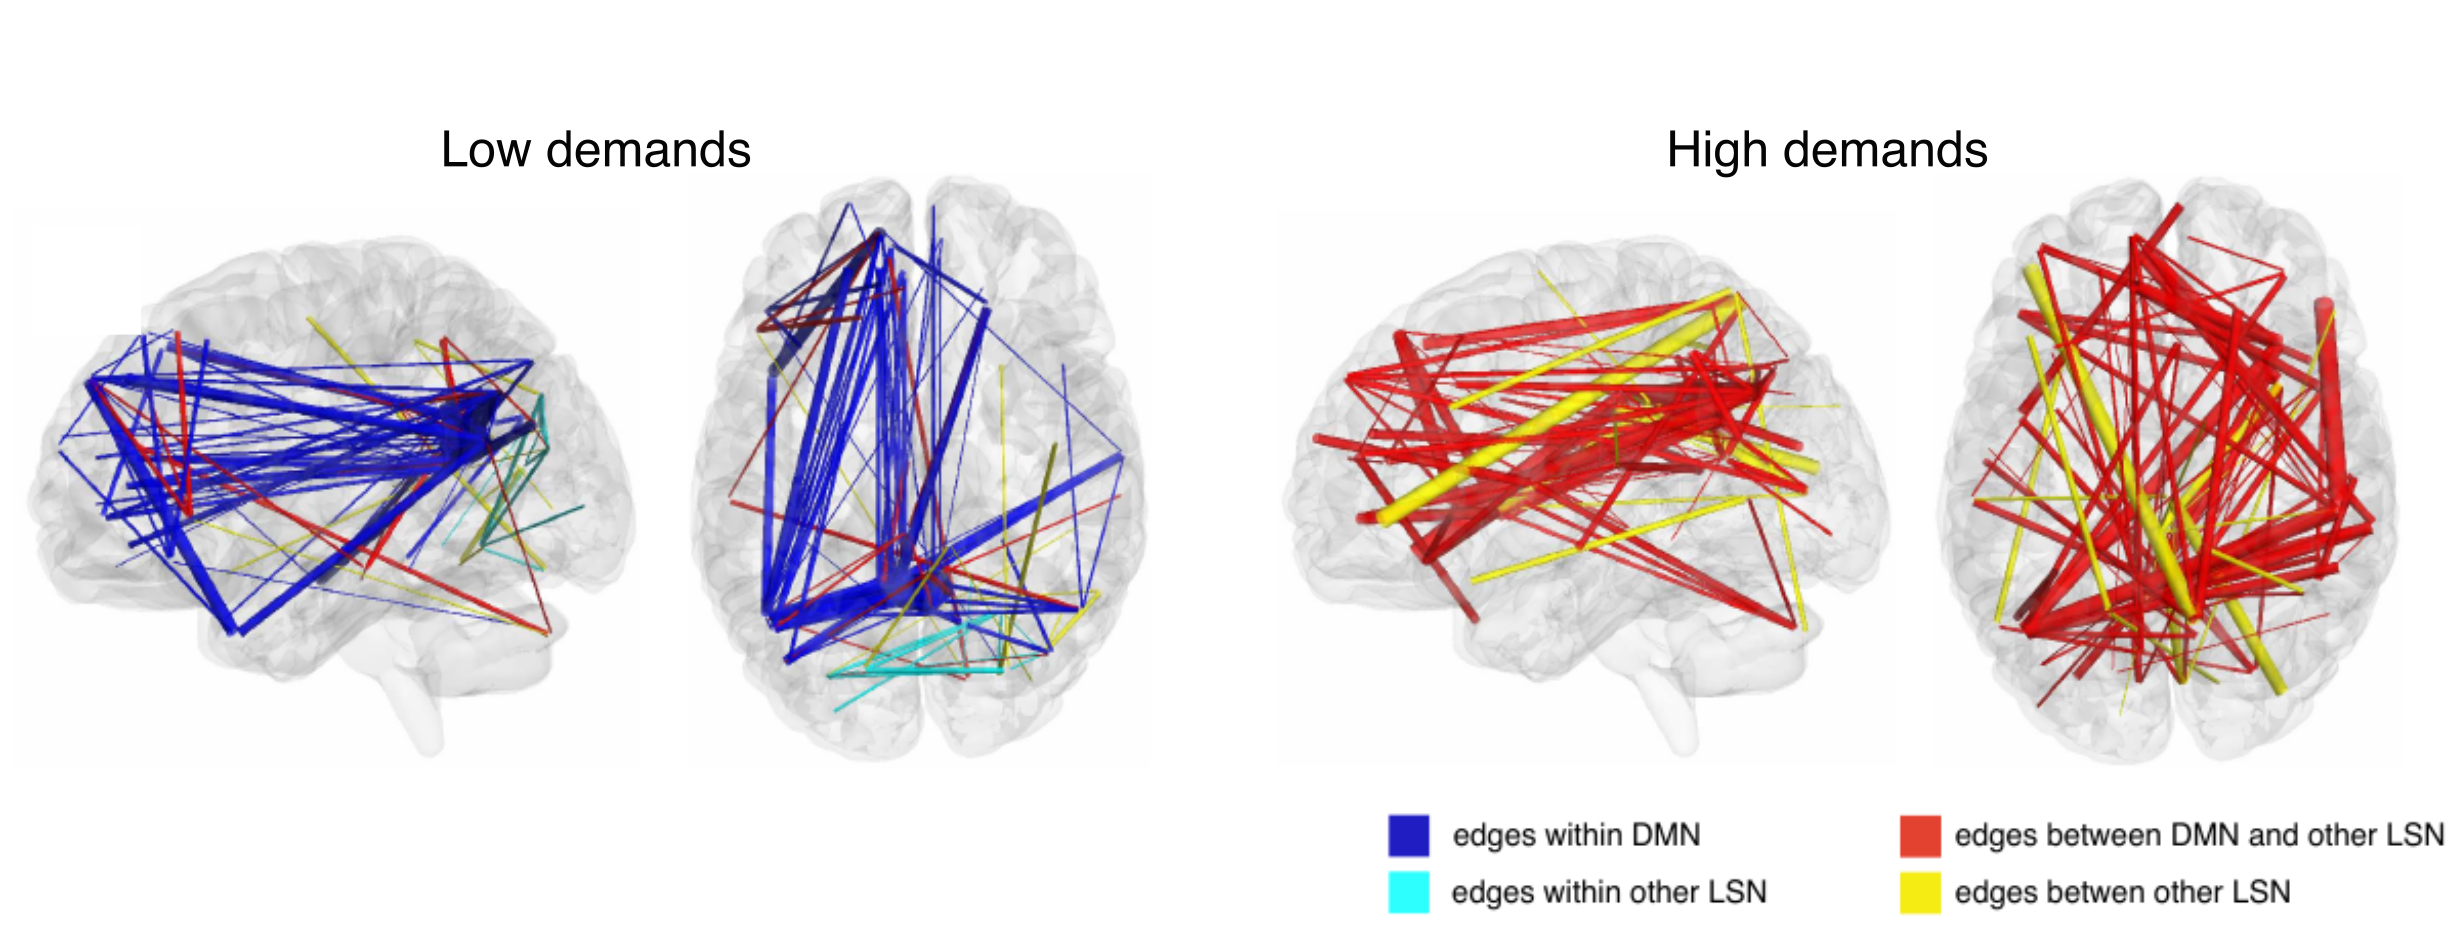 Low demands
High demands
edges within DMN
edges between DMN and other LSN
edges within other LSN
edges betwen other LSN